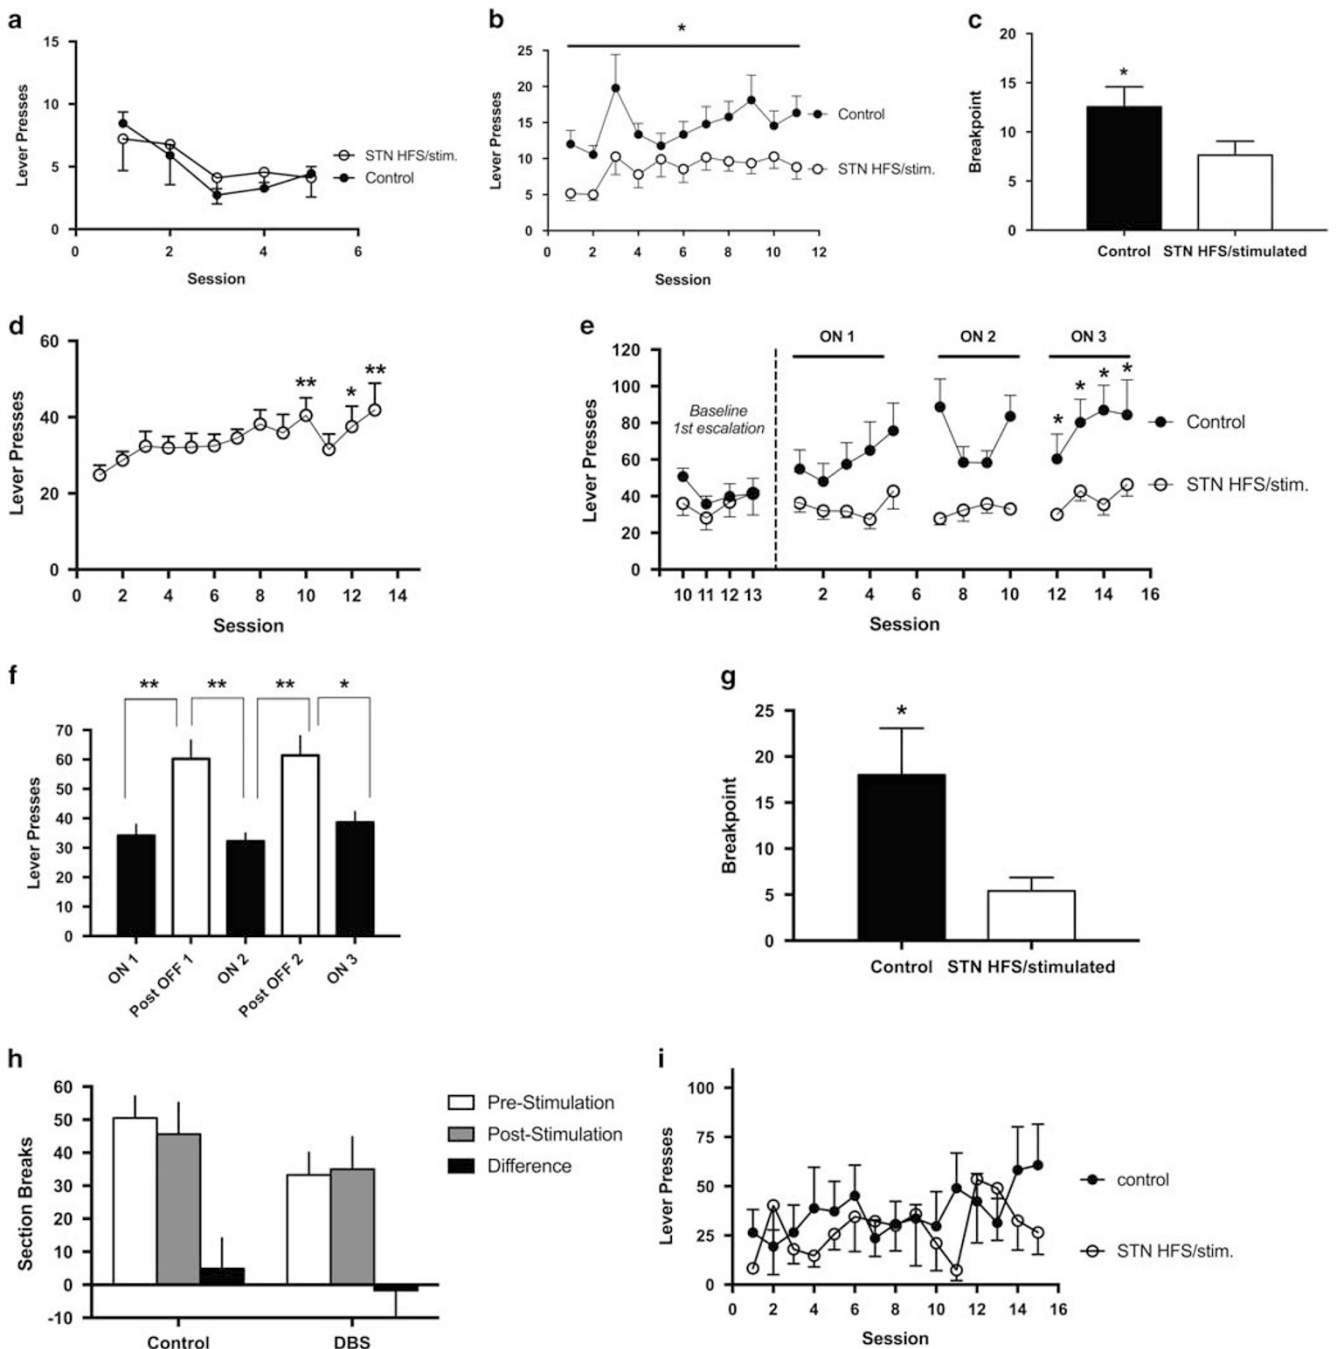 a
15
10
5
0
Lever Presses
0 2 4 6
Session
STN HFS/stim.
Control
b
*
25
20
15
10
5
0
Lever Presses
0 2 4 6 8 10 12
Session
Control
STN HFS/stim.
c
20
15
10
5
0
Breakpoint
*
Control STN HFS/stimulated
d
60
40
20
0
Lever Presses
** * **
0 2 4 6 8 10 12 14
Session
e
ON 1 ON 2 ON 3
120
100
80
60
40
20
0
Lever Presses
Baseline
1st escalation
* * * *
Control
STN HFS/stim.
10 11 12 13 2 4 6 8 10 12 14 16
Session
f
** ** ** *
70
60
50
40
30
20
10
0
Lever Presses
ON 1
Post OFF 1
ON 2
Post OFF 2
ON 3
g
25
20
15
10
5
0
Breakpoint
*
Control STN HFS/stimulated
h
60
50
40
30
20
10
0
-10
Section Breaks
Control DBS
Pre-Stimulation
Post-Stimulation
Difference
i
100
75
50
25
0
Lever Presses
0 2 4 6 8 10 12 14 16
Session
control
STN HFS/stim.